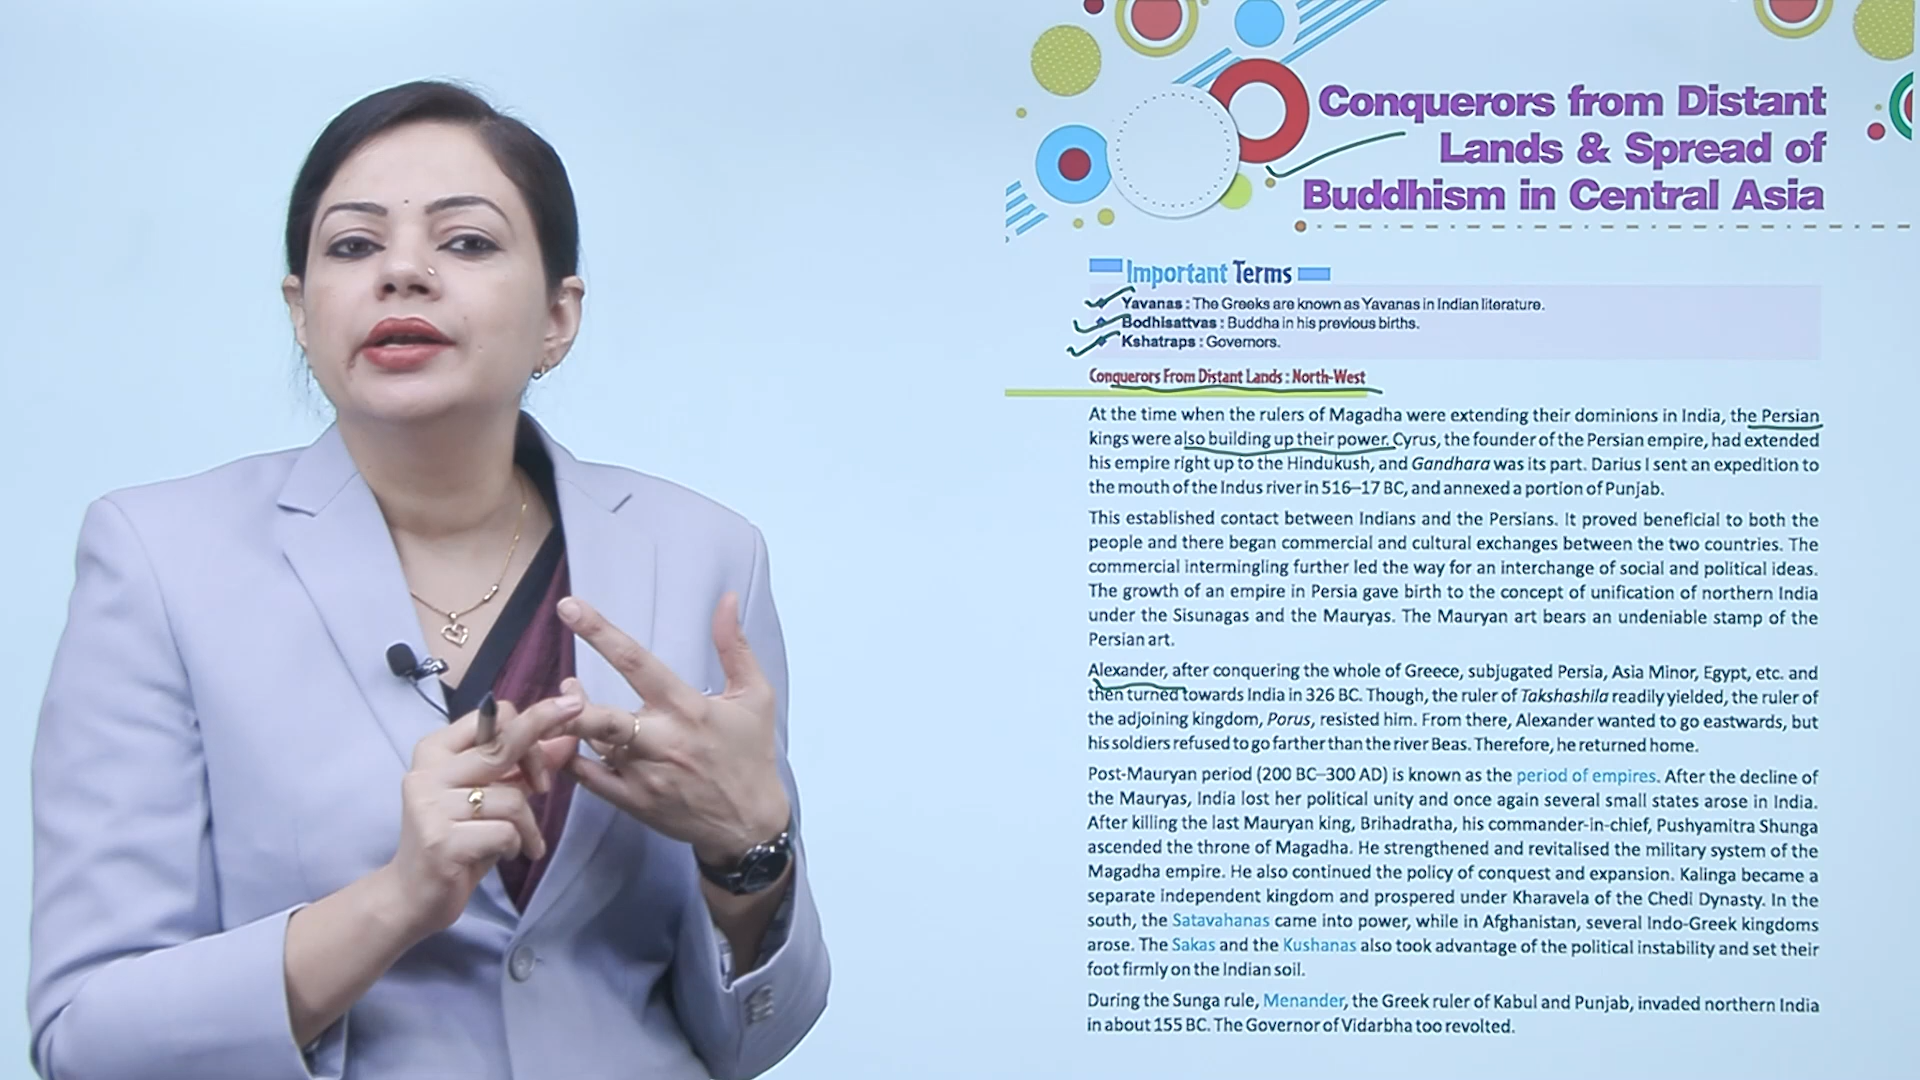 Conquerors from Distant
Lands & Spread of
Buddhism in Central Asia
Important Terms
Yavanas : The Greeks are known as Yavanas in Indian literature.
Bodhisattvas : Buddha in his previous births.
Kshatraps : Governors.
Conquerors From Distant Lands : North-West
At the time when the rulers of Magadha were extending their dominions in India, the Persian
kings were also building up their power. Cyrus, the founder of the Persian empire, had extended
his empire right up to the Hindukush, and Gandhara was its part. Darius I sent an expedition to
the mouth of the Indus river in 516–17 BC, and annexed a portion of Punjab.
This established contact between Indians and the Persians. It proved beneficial to both the
people and there began commercial and cultural exchanges between the two countries. The
commercial intermingling further led the way for an interchange of social and political ideas.
The growth of an empire in Persia gave birth to the concept of unification of northern India
under the Sisunagas and the Mauryas. The Mauryan art bears an undeniable stamp of the
Persian art.
Alexander, after conquering the whole of Greece, subjugated Persia, Asia Minor, Egypt, etc. and
then turned towards India in 326 BC. Though, the ruler of Takshashila readily yielded, the ruler of
the adjoining kingdom, Porus, resisted him. From there, Alexander wanted to go eastwards, but
his soldiers refused to go farther than the river Beas. Therefore, he returned home.
Post-Mauryan period (200 BC–300 AD) is known as the period of empires. After the decline of
the Mauryas, India lost her political unity and once again several small states arose in India.
After killing the last Mauryan king, Brihadratha, his commander-in-chief, Pushyamitra Shunga
ascended the throne of Magadha. He strengthened and revitalised the military system of the
Magadha empire. He also continued the policy of conquest and expansion. Kalinga became a
separate independent kingdom and prospered under Kharavela of the Chedi Dynasty. In the
south, the Satavahanas came into power, while in Afghanistan, several Indo-Greek kingdoms
arose. The Sakas and the Kushanas also took advantage of the political instability and set their
foot firmly on the Indian soil.
During the Sunga rule, Menander, the Greek ruler of Kabul and Punjab, invaded northern India
in about 155 BC. The Governor of Vidarbha too revolted.